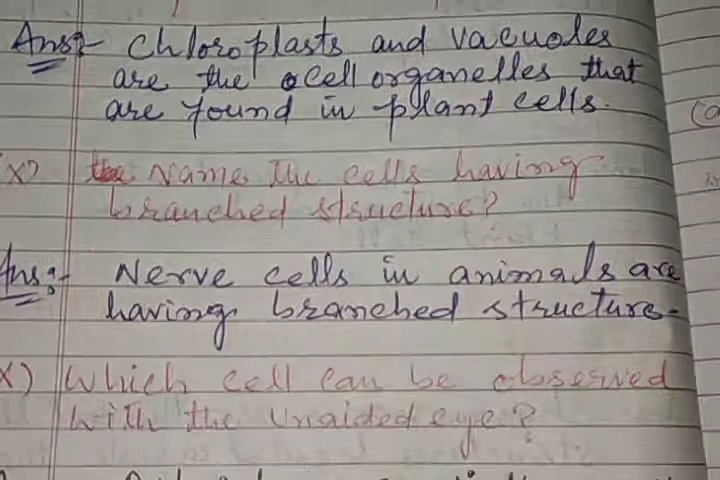 Ans:- Chloroplasts and vacuoles
are the cell organelles that
are found in plant cells.
x) Name the cells having
branched structure?
Ans:- Nerve cells in animals are
having branched structure.
x) Which cell can be observed
with the unaided eye?